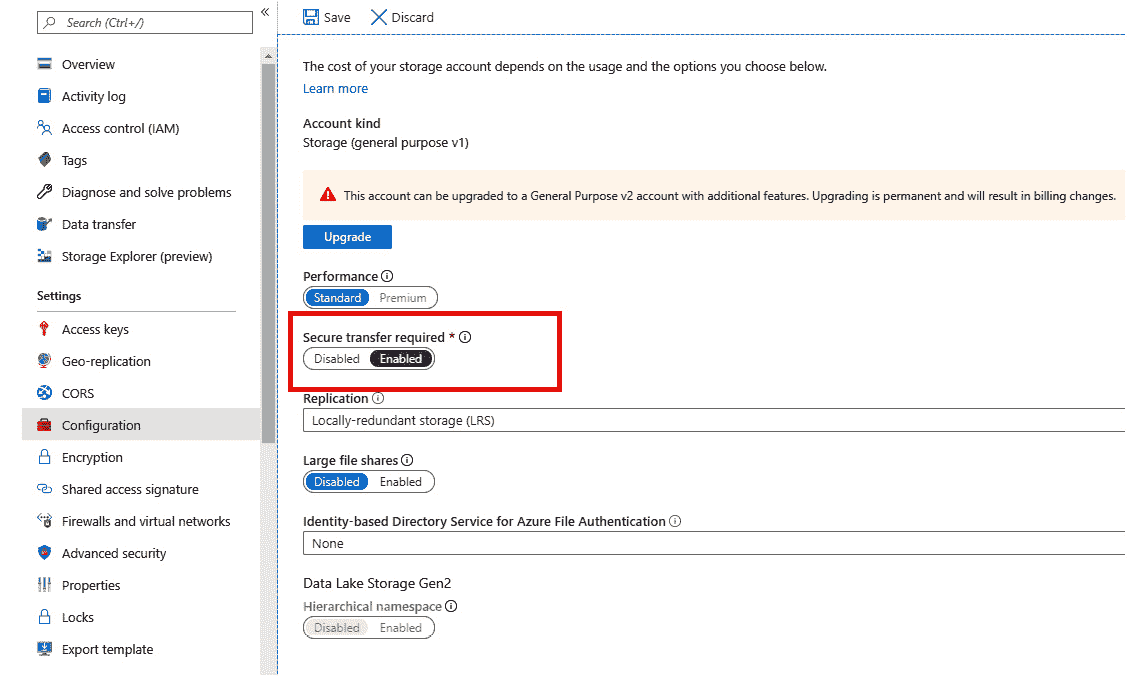 Search (Ctrl+/)
«
Overview
Activity log
Access control (IAM)
Tags
Diagnose and solve problems
Data transfer
Storage Explorer (preview)
Settings
Access keys
Geo-replication
CORS
Configuration
Encryption
Shared access signature
Firewalls and virtual networks
Advanced security
Properties
Locks
Export template
Save Discard
The cost of your storage account depends on the usage and the options you choose below.
Learn more
Account kind
Storage (general purpose v1)
This account can be upgraded to a General Purpose v2 account with additional features. Upgrading is permanent and will result in billing changes.
Upgrade
Performance
Standard Premium
Secure transfer required *
Disabled Enabled
Replication
Locally-redundant storage (LRS)
Large file shares
Disabled Enabled
Identity-based Directory Service for Azure File Authentication
None
Data Lake Storage Gen2
Hierarchical namespace
Disabled Enabled